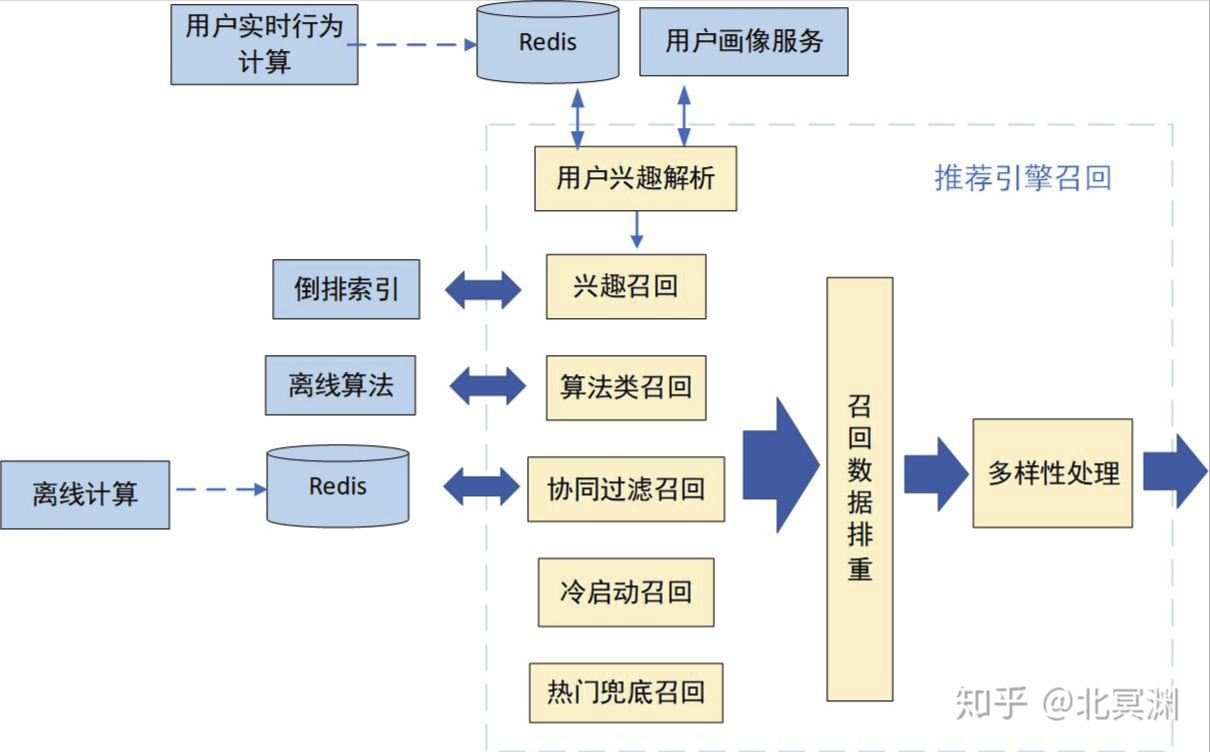 用户实时行为
计算
Redis
用户画像服务
用户兴趣解析
推荐引擎召回
倒排索引
兴趣召回
离线算法
算法类召回
离线计算
Redis
协同过滤召回
冷启动召回
热门兜底召回
召
回
数
据
排
重
多样性处理
知乎 @北冥渊